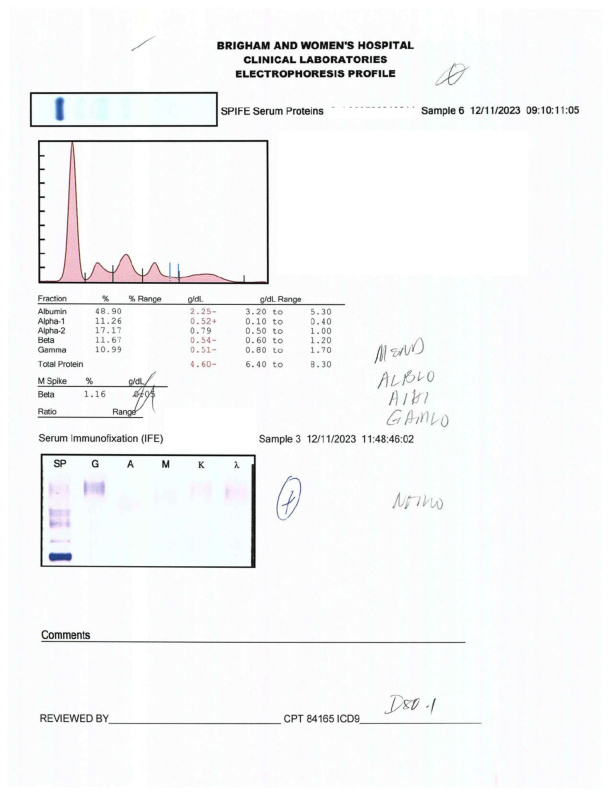 BRIGHAM AND WOMEN'S HOSPITAL
CLINICAL LABORATORIES
ELECTROPHORESIS PROFILE
SPIFE Serum Proteins Sample 6 12/11/2023 09:10:11:05
Fraction % % Range g/dL g/dL Range
Albumin 48.90 2.25- 3.20 to 5.30
Alpha-1 11.26 0.52+ 0.10 to 0.40
Alpha-2 17.17 0.79 0.50 to 1.00
Beta 11.67 0.54- 0.60 to 1.20
Gamma 10.99 0.51- 0.80 to 1.70
Total Protein 4.60- 6.40 to 8.30
ALBLO
GAMLO
M Spike % g/dL
Beta 1.16 0.05
Ratio Range
Serum Immunofixation (IFE) Sample 3 12/11/2023 11:48:46:02
SP G A M K λ
Comments
REVIEWED BY CPT 84165 ICD9 D80.1